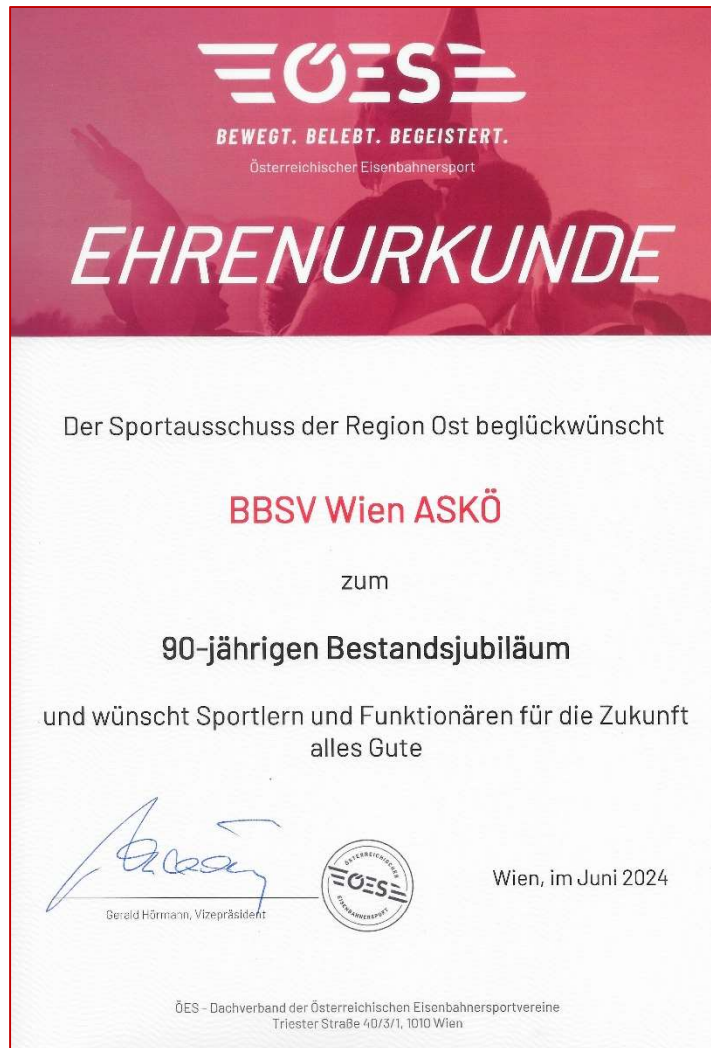 ÖES
BEWEGT. BELEBT. BEGEISTERT.
Österreichischer Eisenbahnersport
EHRENURKUNDE
Der Sportausschuss der Region Ost beglückwünscht
BBSV Wien ASKÖ
zum
90-jährigen Bestandsjubiläum
und wünscht Sportlern und Funktionären für die Zukunft
alles Gute
Gerald Hörmann, Vizepräsident
ÖSTERREICHISCHER
ÖES
EISENBAHNERSPORT
Wien, im Juni 2024
ÖES - Dachverband der Österreichischen Eisenbahnersportvereine
Triester Straße 40/3/1, 1010 Wien